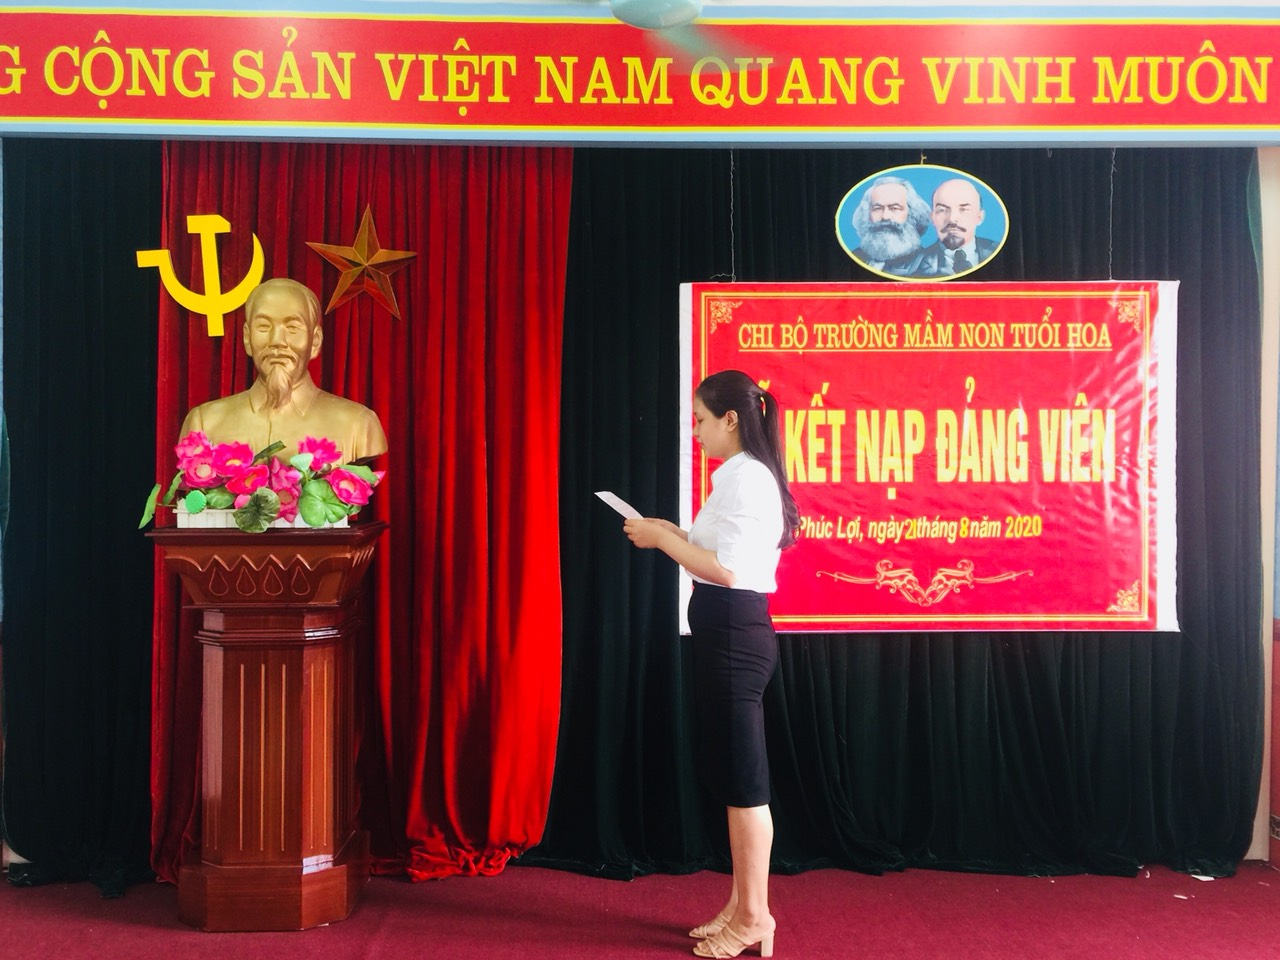 G CỘNG SẢN VIỆT NAM QUANG VINH MUÔN
CHI BỘ TRƯỜNG MẦM NON TUỔI HOA
KẾT NẠP ĐẢNG VIÊN
Phúc Lợi, ngày 21 tháng 8 năm 2020